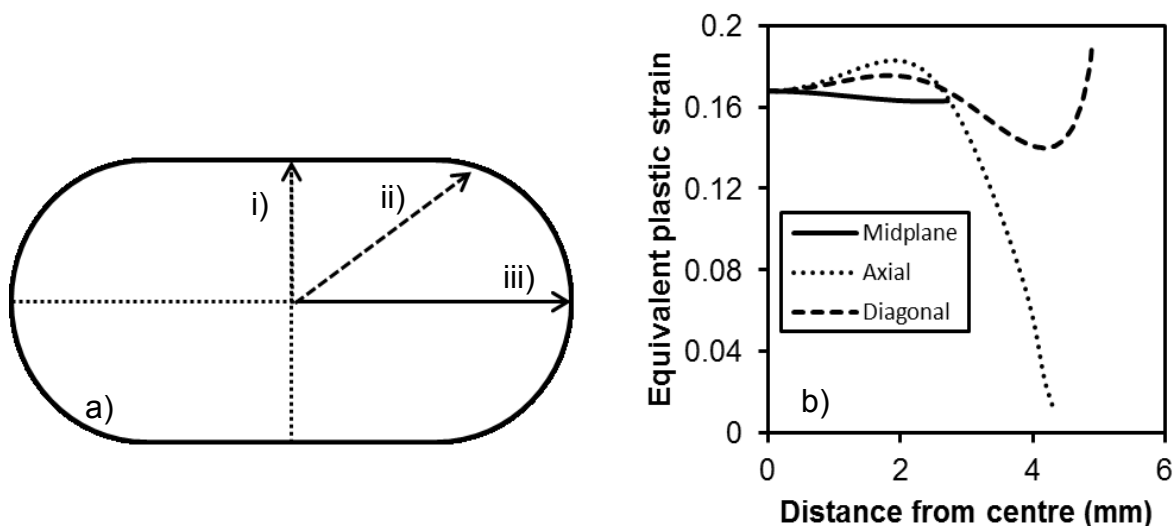 i)
ii)
iii)
a)
Equivalent plastic strain
0.2
0.16
0.12
0.08
0.04
0
Midplane
Axial
Diagonal
b)
0 2 4 6
Distance from centre (mm)